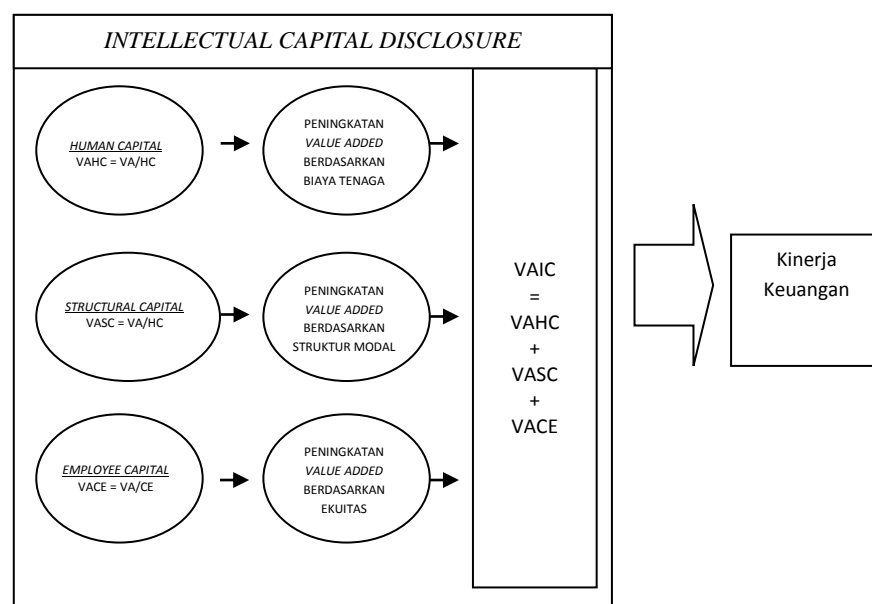 INTELLECTUAL CAPITAL DISCLOSURE
HUMAN CAPITAL
VAHC = VA/HC
PENINGKATAN
VALUE ADDED
BERDASARKAN
BIAYA TENAGA
STRUCTURAL CAPITAL
VASC = VA/HC
PENINGKATAN
VALUE ADDED
BERDASARKAN
STRUKTUR MODAL
EMPLOYEE CAPITAL
VACE = VA/CE
PENINGKATAN
VALUE ADDED
BERDASARKAN
EKUITAS
VAIC
=
VAHC
+
VASC
+
VACE
Kinerja
Keuangan